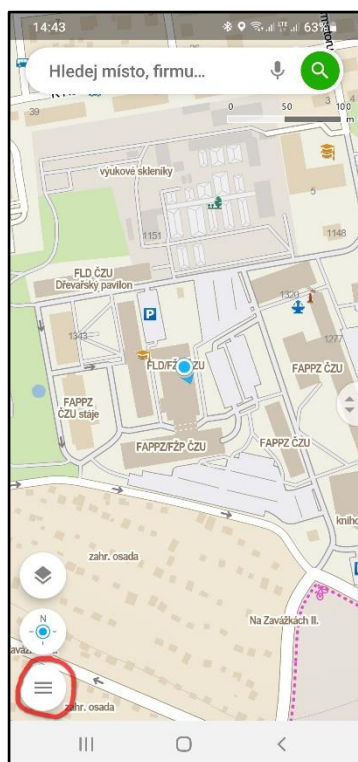 14:43
63%
Hledej místo, firmu...
39
0 50 100
m
výukové skleníky
5
1151
1148
FLD ČZU
Dřevařský pavilon
1320
P
1343
1277
FLD/FŽP ČZU
FAPPZ ČZU
FAPPZ
ČZU stáje
FAPPZ/FŽP ČZU
FAPPZ ČZU
kniho
zahr. osada
N
Na Zavážkách II.
zahr. osada